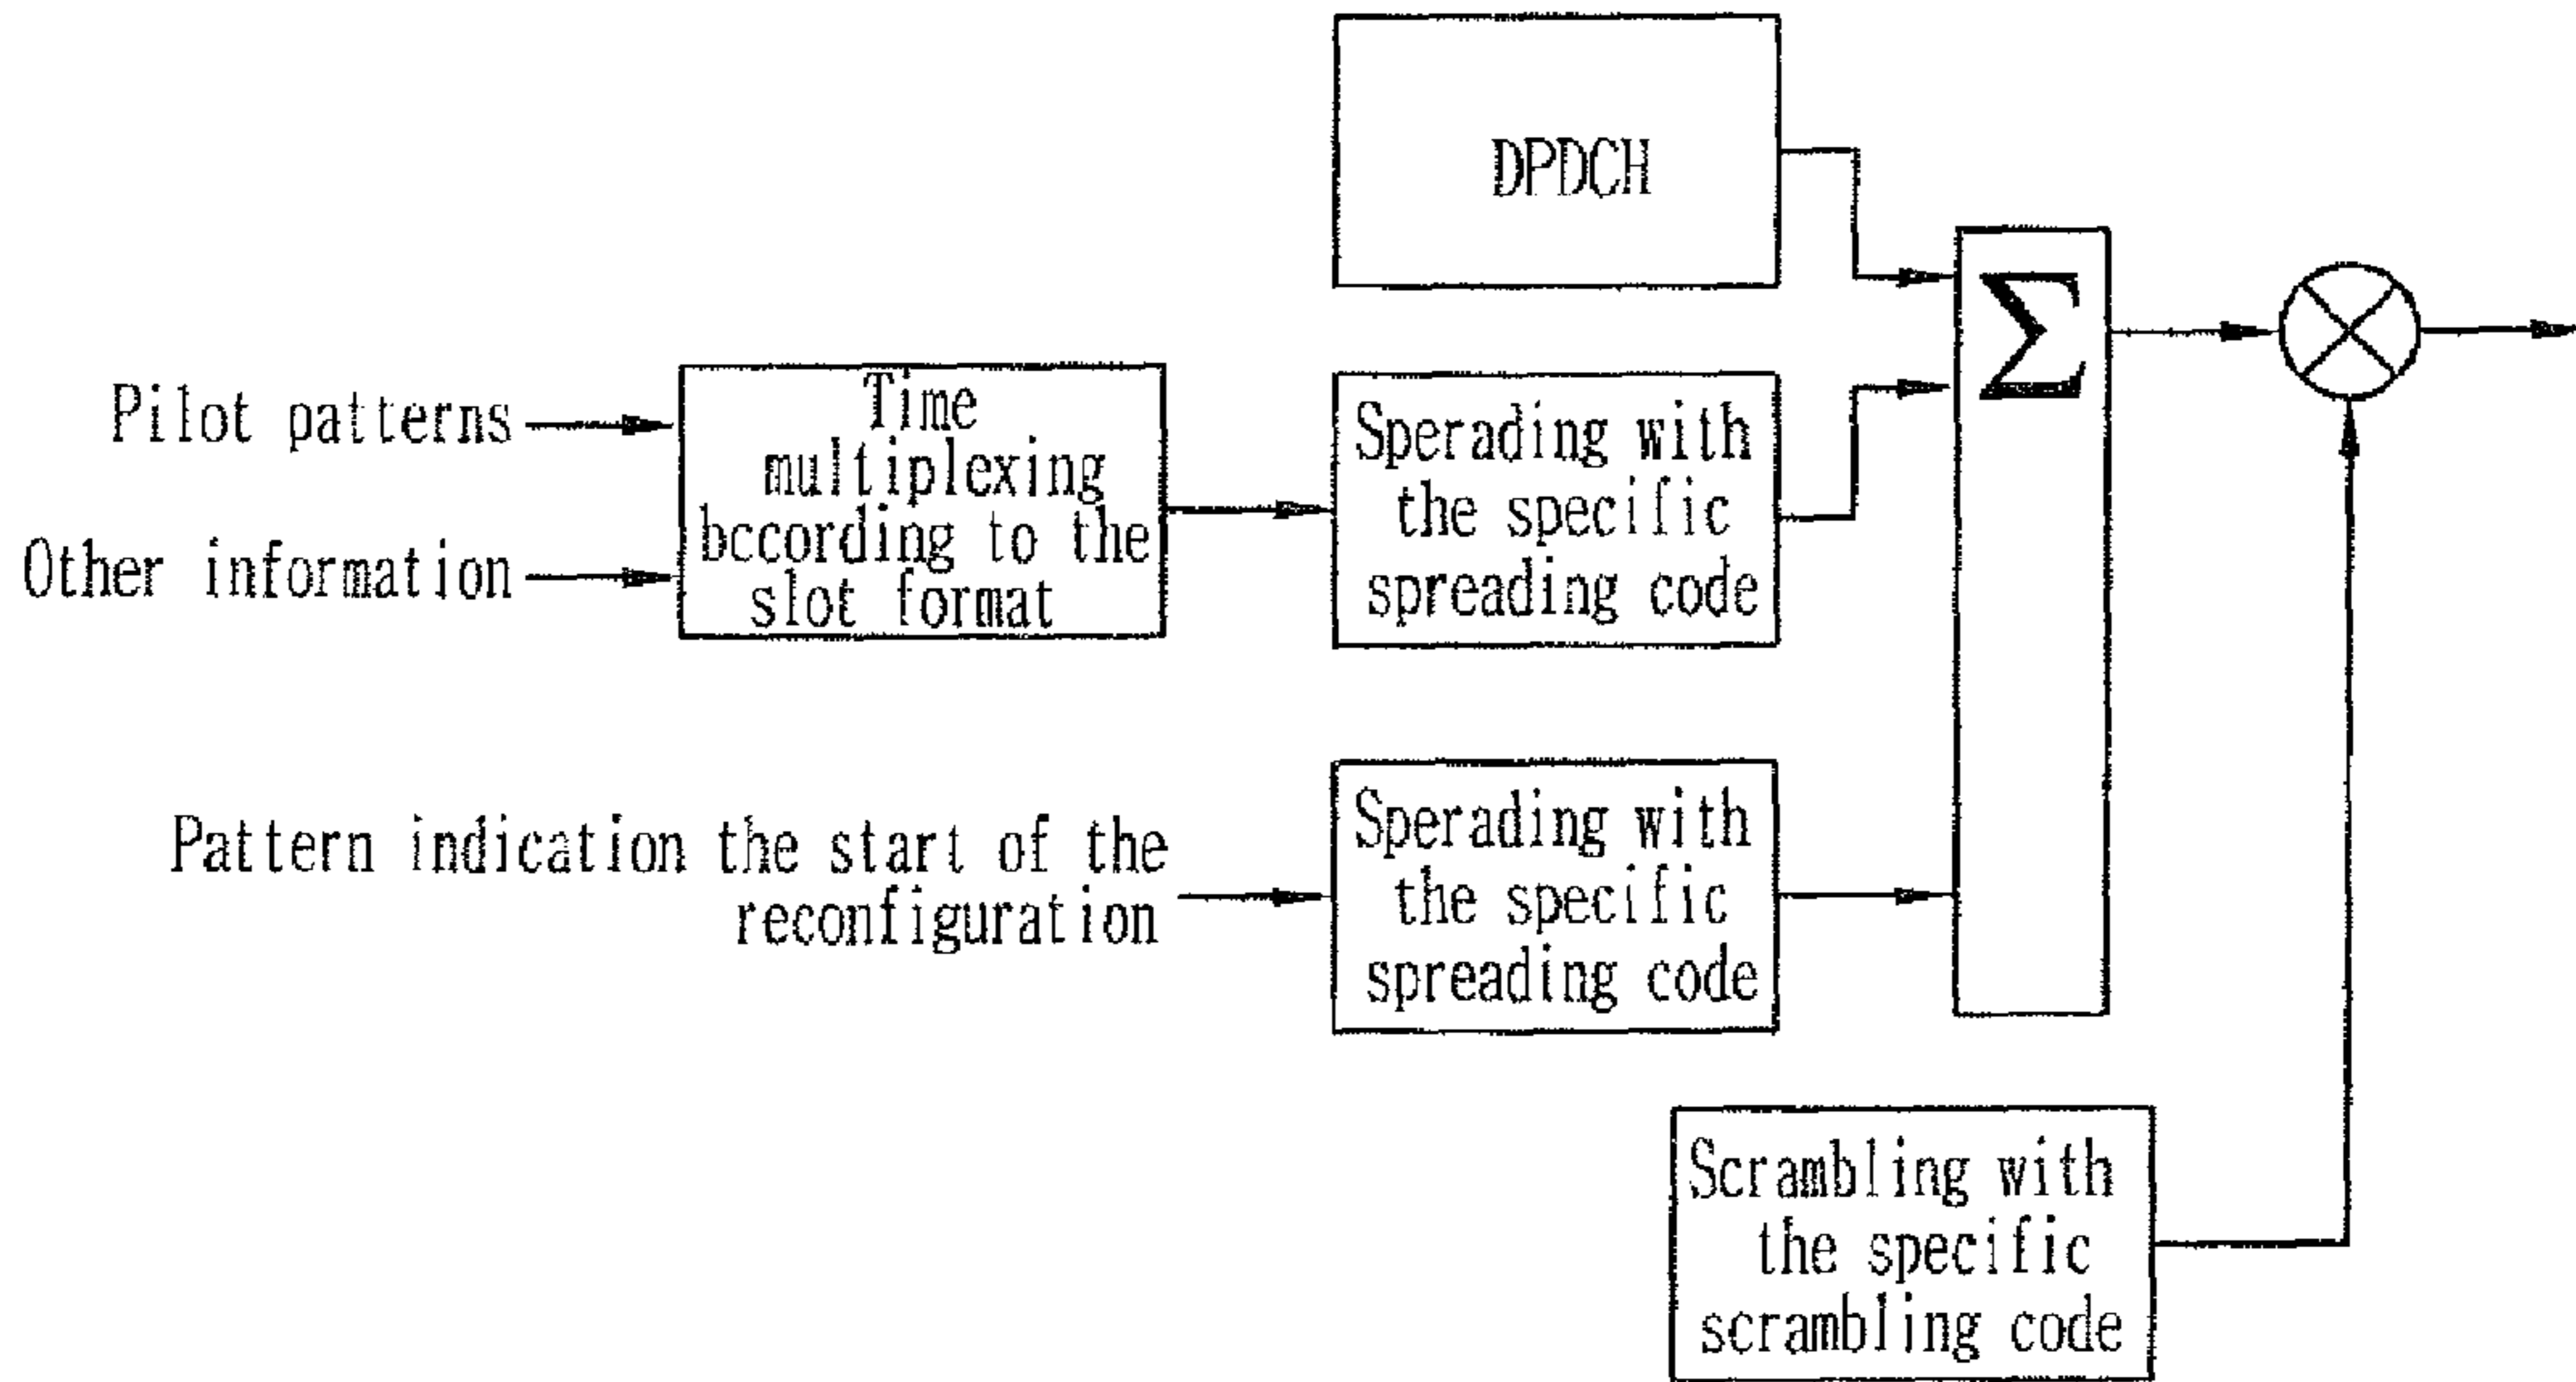 DPDCH
Σ
Pilot patterns
Other information
Time
multiplexing
bccording to the
slot format
Sperading with
the specific
spreading code
Pattern indication the start of the
reconfiguration
Sperading with
the specific
spreading code
Scrambling with
the specific
scrambling code